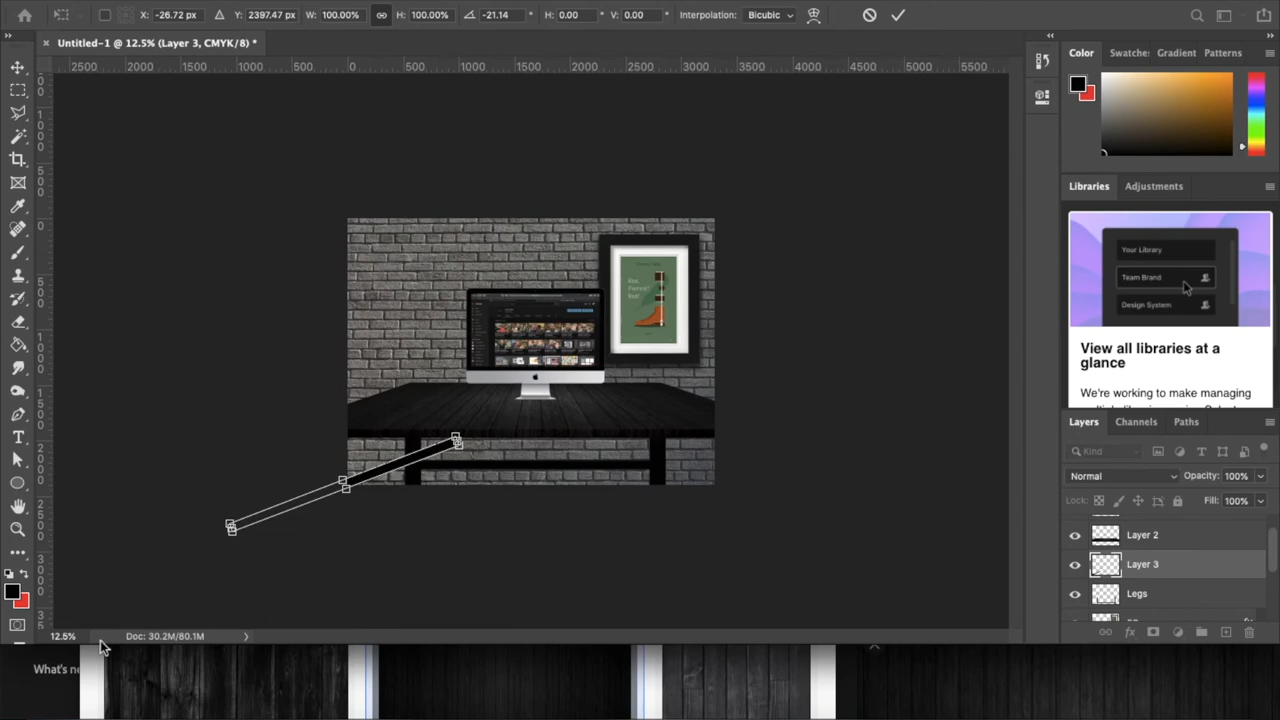 X: -26.72 px Y: 2397.47 px W: 100.00% H: 100.00% -21.14 ° H: 0.00 ° V: 0.00 ° Interpolation: Bicubic
Untitled-1 @ 12.5% (Layer 3, CMYK/8) *
2500 2000 1500 1000 500 0 500 1000 1500 2000 2500 3000 3500 4000 4500 5000 5500
Color Swatches Gradient Patterns
Libraries Adjustments
Your Library
Team Brand
Design System
View all libraries at a
glance
We're working to make managing
Layers Channels Paths
Kind
Normal Opacity: 100%
Lock: Fill: 100%
Layer 2
Layer 3
Legs
12.5% Doc: 30.2M/80.1M
What's ne